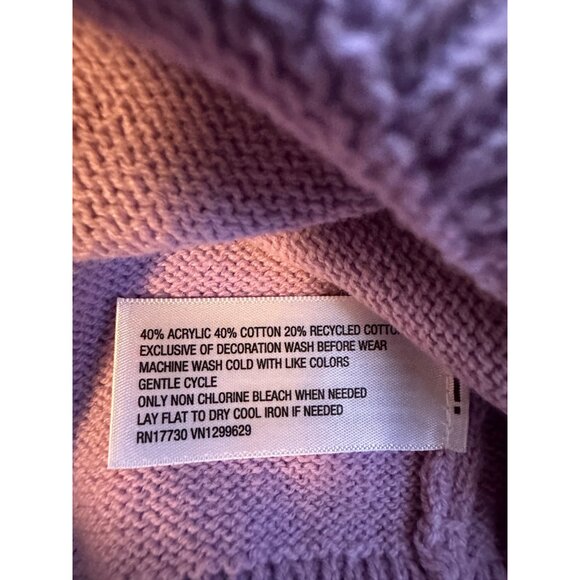 40% ACRYLIC 40% COTTON 20% RECYCLED
EXCLUSIVE OF DECORATION WASH BEFORE WEAR
MACHINE WASH COLD WITH LIKE COLORS
GENTLE CYCLE
ONLY NON CHLORINE BLEACH WHEN NEEDED
LAY FLAT TO DRY COOL IRON IF NEEDED
RN17730 VN1299629